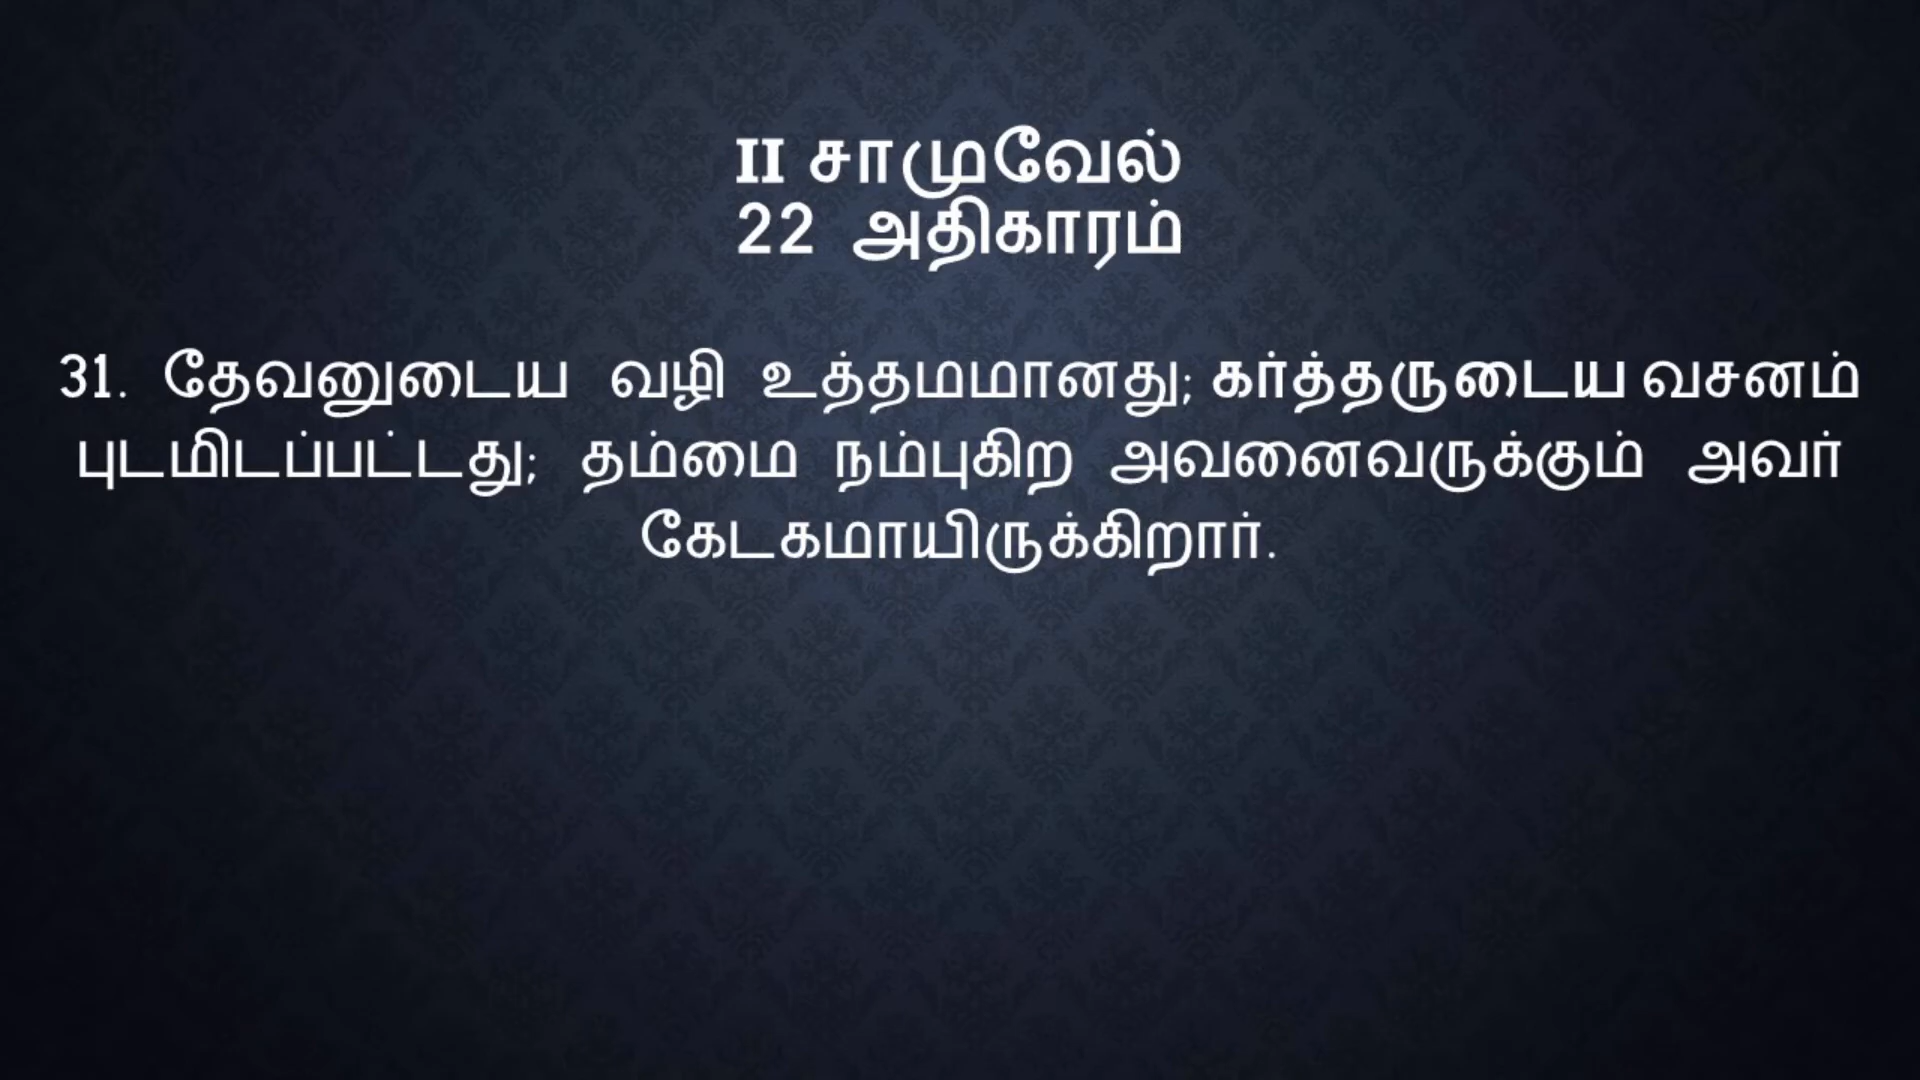 II சாமுவேல்
22 அதிகாரம்
31. தேவனுடைய வழி உத்தமமானது; கர்த்தருடைய வசனம்
புடமிடப்பட்டது; தம்மை நம்புகிற அவனைவருக்கும் அவர்
கேடகமாயிருக்கிறார்.